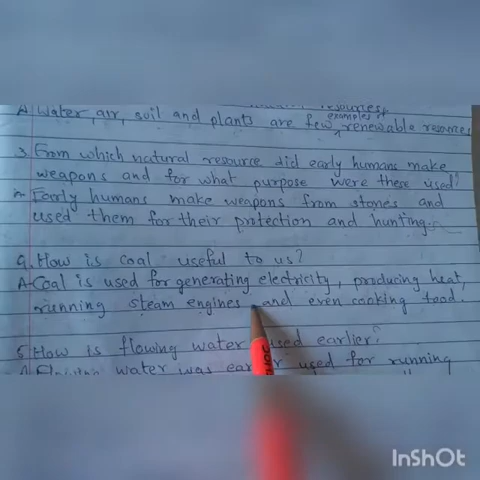 resources
A. Water, air, soil and plants are few examples of renewable resources
3. From which natural resource did early humans make
weapons and for what purpose were these used?
A- Early humans make weapons from stones and
used them for their protection and hunting.
4. How is coal useful to us?
A- Coal is used for generating electricity, producing heat,
running steam engines and even cooking food.
5. How is flowing water used earlier?
A. Flowing water was earlier used for running
InShOt